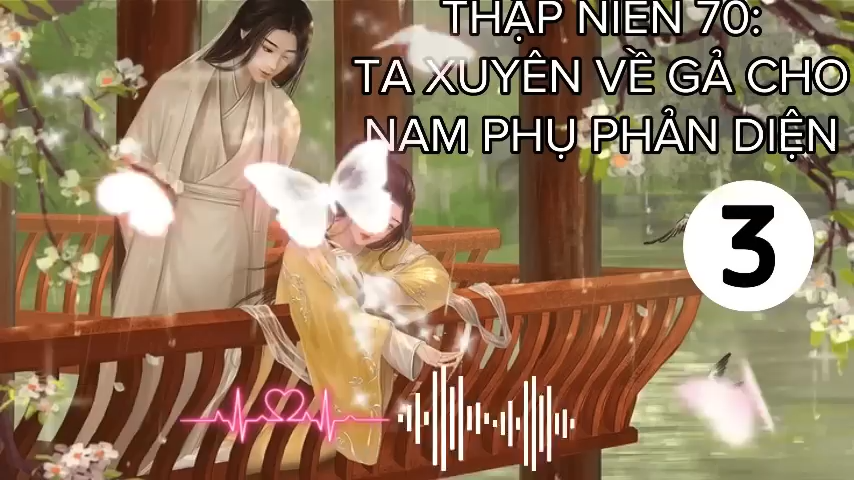 THẬP NIÊN 70:
TA XUYÊN VỀ GẢ CHO
NAM PHỤ PHẢN DIỆN
3